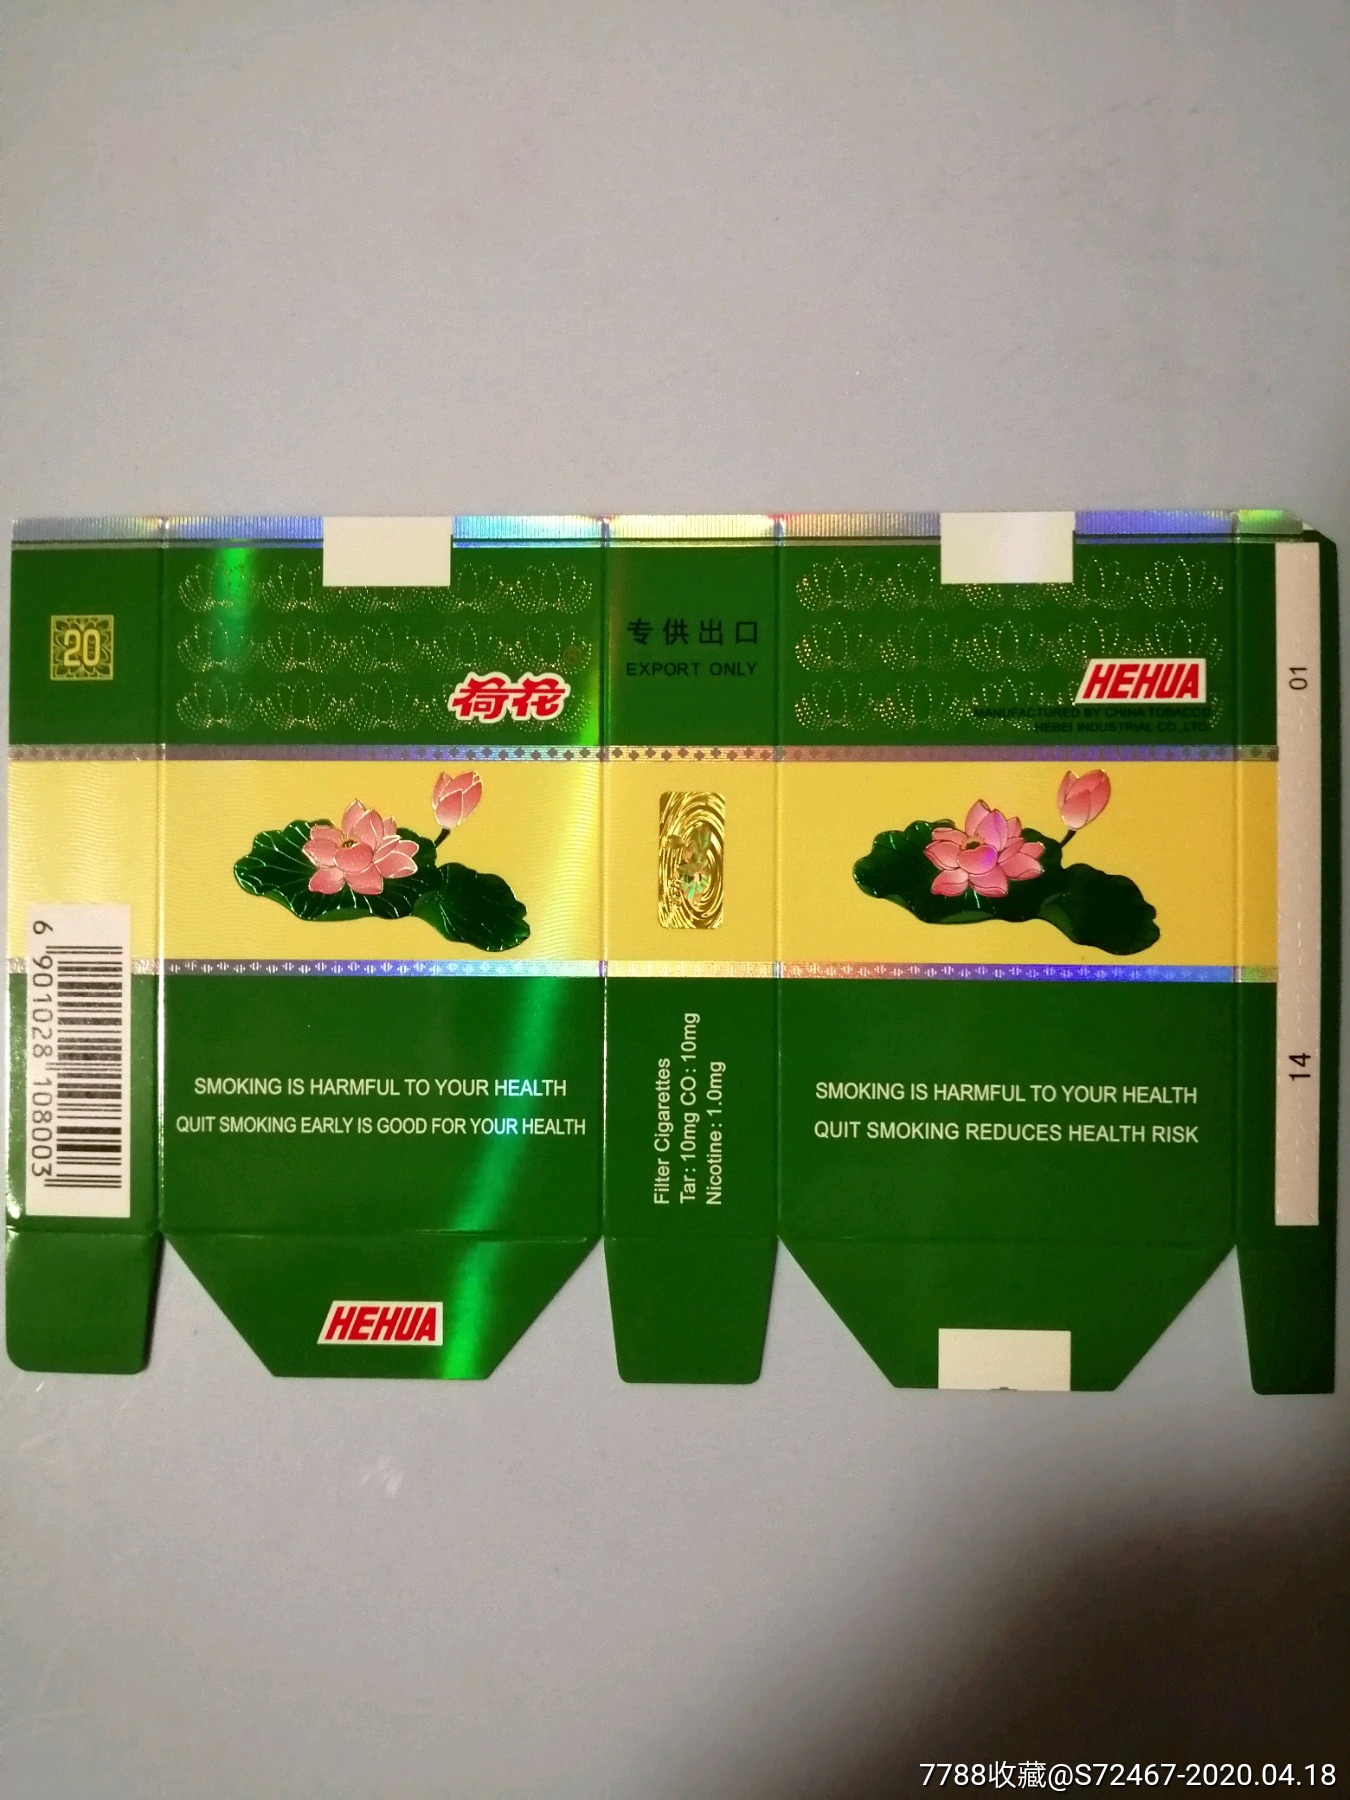 20
荷花
专供出口
EXPORT ONLY
HEHUA
MANUFACTURED BY CHINA TOBACCO
HEBEI INDUSTRIAL CO.,LTD.
01
6 901028 108003
SMOKING IS HARMFUL TO YOUR HEALTH
QUIT SMOKING EARLY IS GOOD FOR YOUR HEALTH
Filter Cigarettes
Tar: 10mg CO: 10mg
Nicotine: 1.0mg
SMOKING IS HARMFUL TO YOUR HEALTH
QUIT SMOKING REDUCES HEALTH RISK
14
HEHUA
7788收藏@S72467-2020.04.18